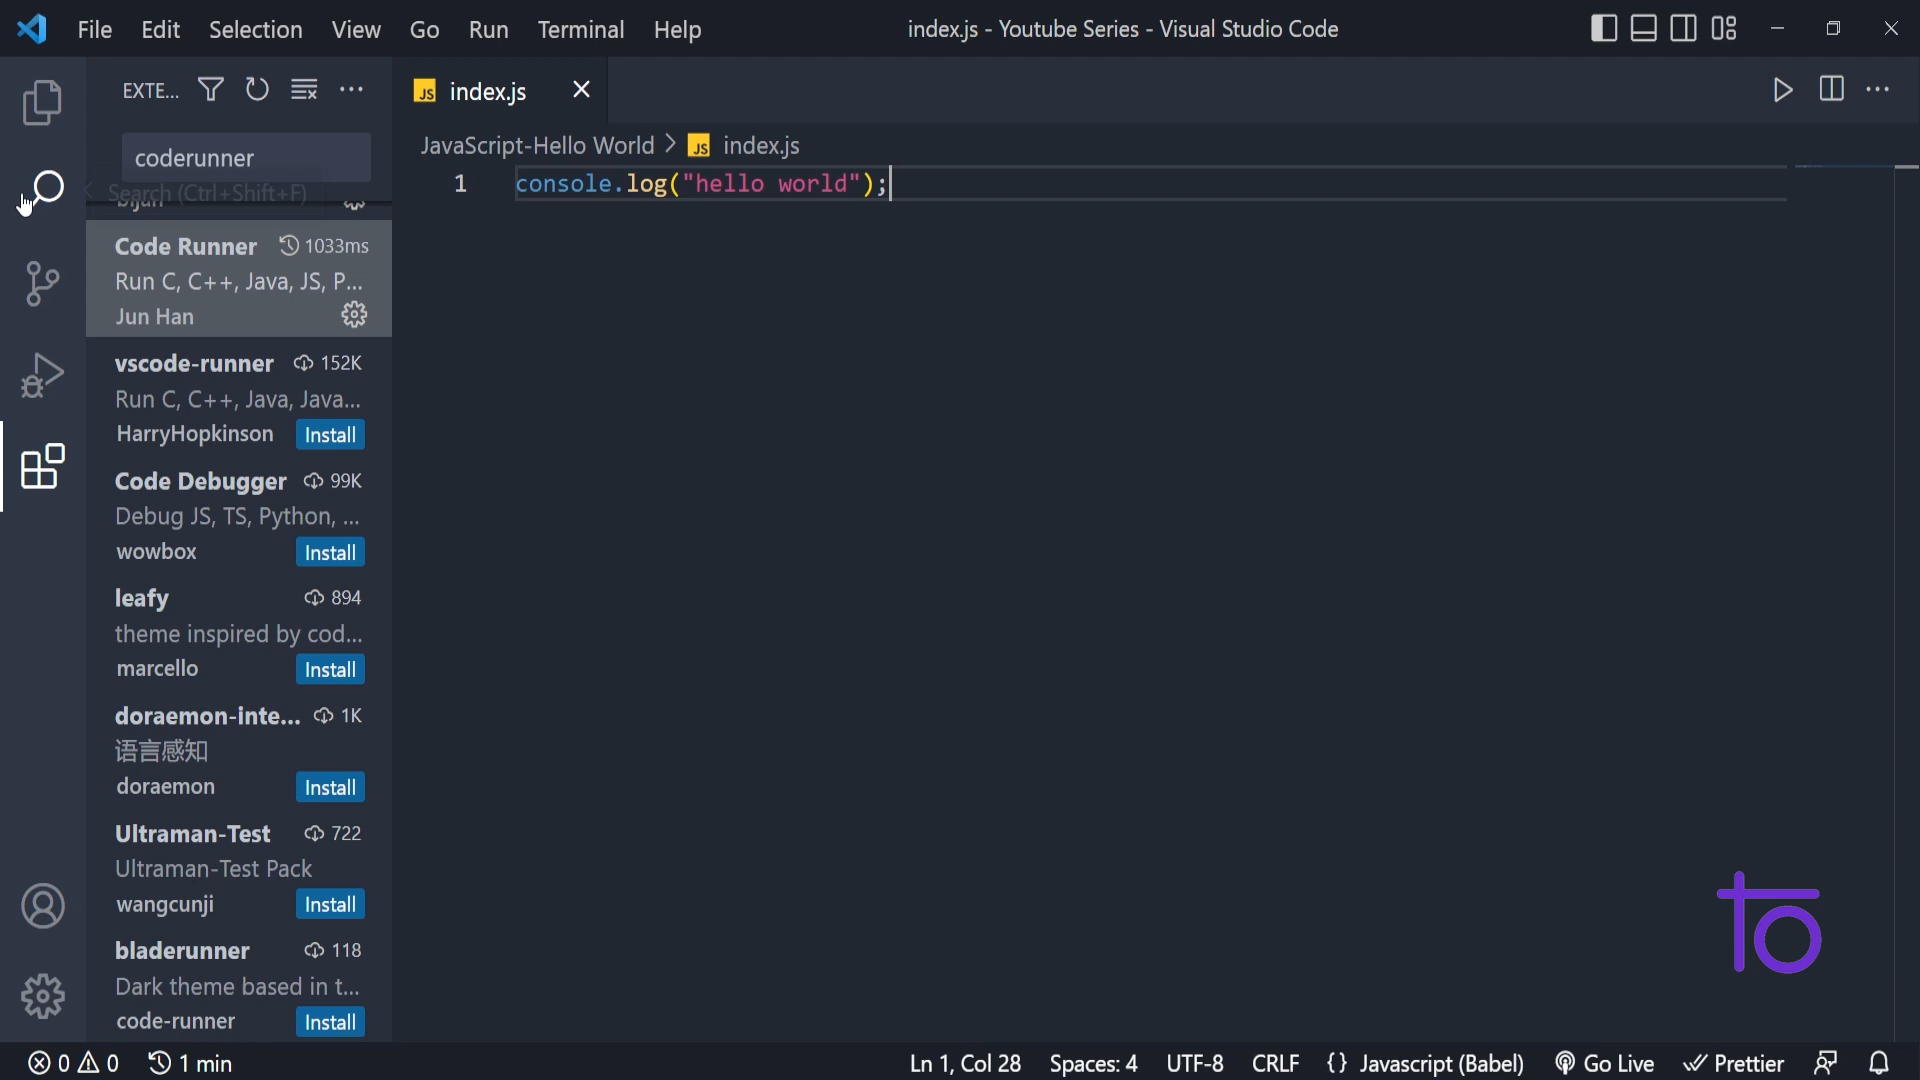 File Edit Selection View Go Run Terminal Help
index.js - Youtube Series - Visual Studio Code
EXTE...
index.js
coderunner
JavaScript-Hello World > index.js
Search (Ctrl+Shift+F)
1 console.log("hello world");
Code Runner 1033ms
Run C, C++, Java, JS, P...
Jun Han
vscode-runner 152K
Run C, C++, Java, Java...
HarryHopkinson Install
Code Debugger 99K
Debug JS, TS, Python, ...
wowbox Install
leafy 894
theme inspired by cod...
marcello Install
doraemon-inte... 1K
语言感知
doraemon Install
Ultraman-Test 722
Ultraman-Test Pack
wangcunji Install
bladerunner 118
Dark theme based in t...
code-runner Install
to
0 0 1 min Ln 1, Col 28 Spaces: 4 UTF-8 CRLF {} Javascript (Babel) Go Live Prettier